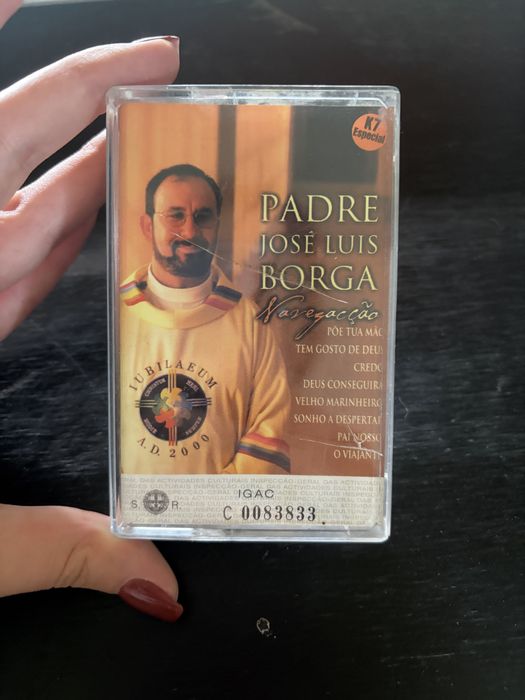 K7
Especial
PADRE
JOSÉ LUIS
BORGA
Navegacção
PÕE TUA MÃO
TEM GOSTO DE DEUS
CREDO
DEUS CONSEGUIRÁ
VELHO MARINHEIRO
SONHO A DESPERTAR
PAI NOSSO
O VIAJANTE
IUBILAEUM
A.D. 2000
IGAC
S. R.
C 0083833